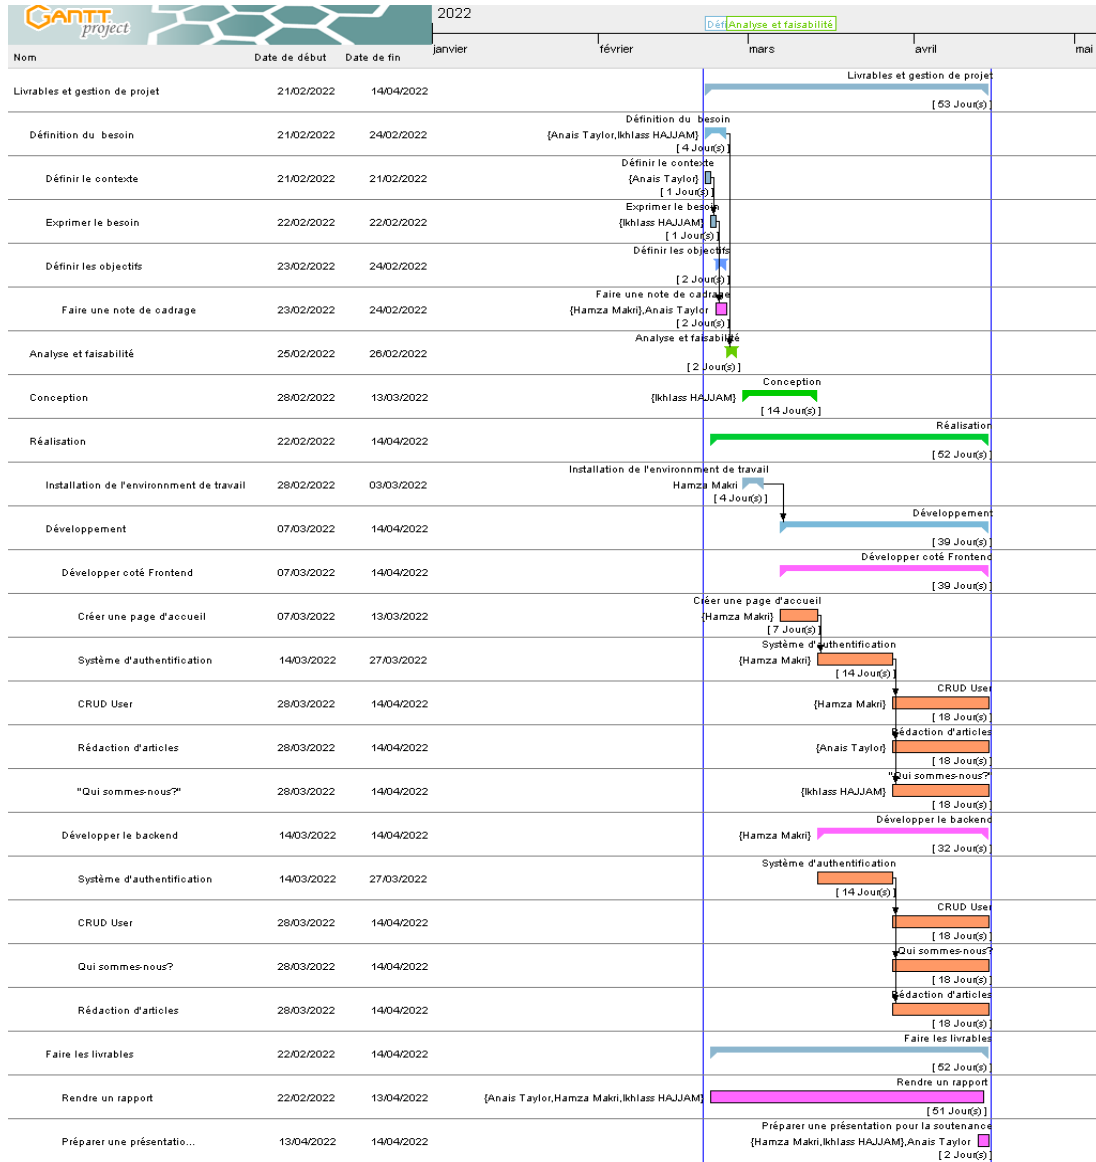 GANTT
project
2022
Défi Analyse et faisabilité
janvier février mars avril mai
Nom Date de début Date de fin
Livrables et gestion de projet 21/02/2022 14/04/2022
Livrables et gestion de projet
[ 53 Jour(s) ]
Définition du besoin 21/02/2022 24/02/2022
Définition du besoin
{Anais Taylor,Ikhlass HAJJAM}
[ 4 Jour(s) ]
Définir le contexte 21/02/2022 21/02/2022
Définir le contexte
{Anais Taylor}
[ 1 Jour(s) ]
Exprimer le besoin 22/02/2022 22/02/2022
Exprimer le besoin
{Ikhlass HAJJAM}
[ 1 Jour(s) ]
Définir les objectifs 23/02/2022 24/02/2022
Définir les objectifs
[ 2 Jour(s) ]
Faire une note de cadrage 23/02/2022 24/02/2022
Faire une note de cadrage
{Hamza Makri},Anais Taylor
[ 2 Jour(s) ]
Analyse et faisabilité 25/02/2022 26/02/2022
Analyse et faisabilité
[ 2 Jour(s) ]
Conception 28/02/2022 13/03/2022
Conception
{Ikhlass HAJJAM}
[ 14 Jour(s) ]
Réalisation 22/02/2022 14/04/2022
Réalisation
[ 52 Jour(s) ]
Installation de l'environnment de travail 28/02/2022 03/03/2022
Installation de l'environnment de travail
Hamza Makri
[ 4 Jour(s) ]
Développement 07/03/2022 14/04/2022
Développement
[ 39 Jour(s) ]
Développer coté Frontend 07/03/2022 14/04/2022
Développer coté Frontend
[ 39 Jour(s) ]
Créer une page d'accueil 07/03/2022 13/03/2022
Créer une page d'accueil
{Hamza Makri}
[ 7 Jour(s) ]
Système d'authentification 14/03/2022 27/03/2022
Système d'authentification
{Hamza Makri}
[ 14 Jour(s) ]
CRUD User 28/03/2022 14/04/2022
CRUD User
{Hamza Makri}
[ 18 Jour(s) ]
Rédaction d'articles 28/03/2022 14/04/2022
Rédaction d'articles
{Anais Taylor}
[ 18 Jour(s) ]
"Qui sommes-nous?" 28/03/2022 14/04/2022
"Qui sommes-nous?"
{Ikhlass HAJJAM}
[ 18 Jour(s) ]
Développer le backend 14/03/2022 14/04/2022
Développer le backend
{Hamza Makri}
[ 32 Jour(s) ]
Système d'authentification 14/03/2022 27/03/2022
Système d'authentification
[ 14 Jour(s) ]
CRUD User 28/03/2022 14/04/2022
CRUD User
[ 18 Jour(s) ]
Qui sommes-nous? 28/03/2022 14/04/2022
Qui sommes-nous?
[ 18 Jour(s) ]
Rédaction d'articles 28/03/2022 14/04/2022
Rédaction d'articles
[ 18 Jour(s) ]
Faire les livrables 22/02/2022 14/04/2022
Faire les livrables
[ 52 Jour(s) ]
Rendre un rapport 22/02/2022 13/04/2022
Rendre un rapport
{Anais Taylor,Hamza Makri,Ikhlass HAJJAM}
[ 51 Jour(s) ]
Préparer une présentatio... 13/04/2022 14/04/2022
Préparer une présentation pour la soutenance
{Hamza Makri,Ikhlass HAJJAM},Anais Taylor
[ 2 Jour(s) ]